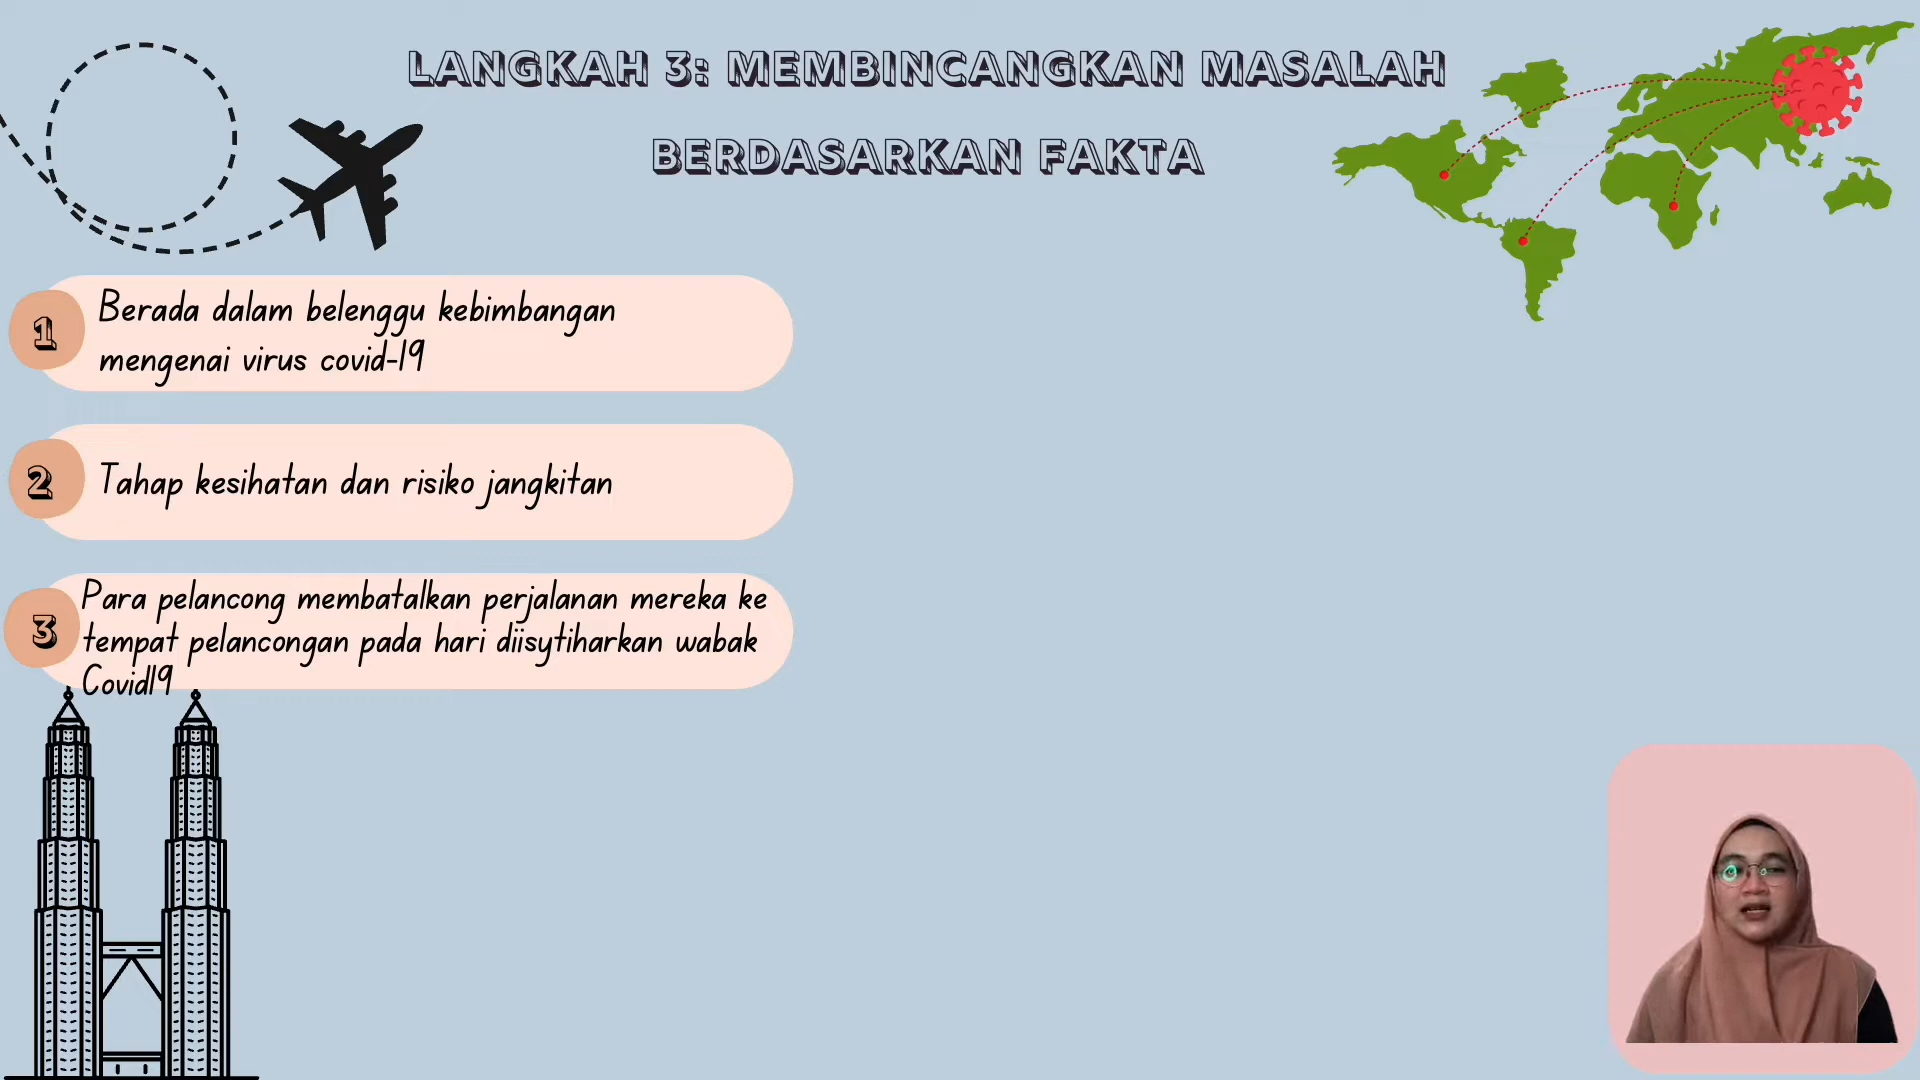 LANGKAH 3: MEMBINCANGKAN MASALAH
BERDASARKAN FAKTA
1
Berada dalam belenggu kebimbangan
mengenai virus covid-19
2
Tahap kesihatan dan risiko jangkitan
3
Para pelancong membatalkan perjalanan mereka ke
tempat pelancongan pada hari diisytiharkan wabak
Covid19